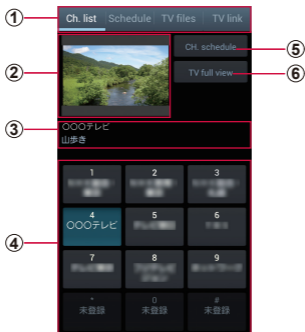 ① Ch. list Schedule TV files TV link
② CH. schedule ⑤
TV full view ⑥
③ 〇〇〇テレビ
山歩き
④
1 2 3
4 5 6
〇〇〇テレビ
7 8 9
* 0 #
未登録 未登録 未登録